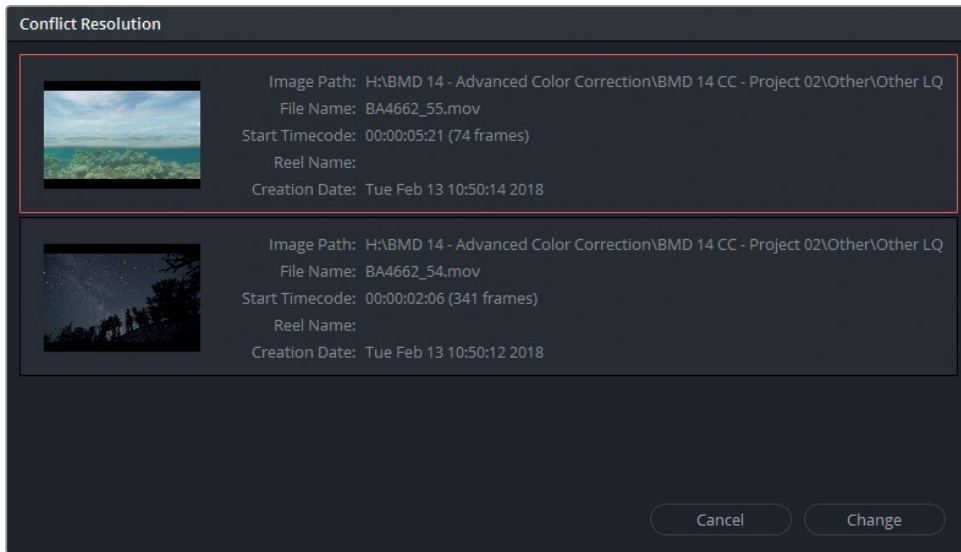 Conflict Resolution
Image Path: H:\BMD 14 - Advanced Color Correction\BMD 14 CC - Project 02\Other\Other LQ
File Name: BA4662_55.mov
Start Timecode: 00:00:05:21 (74 frames)
Reel Name:
Creation Date: Tue Feb 13 10:50:14 2018
Image Path: H:\BMD 14 - Advanced Color Correction\BMD 14 CC - Project 02\Other\Other LQ
File Name: BA4662_54.mov
Start Timecode: 00:00:02:06 (341 frames)
Reel Name:
Creation Date: Tue Feb 13 10:50:12 2018
Cancel Change